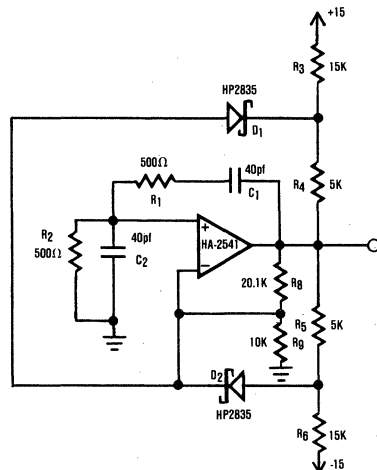 +15
R3 15K
HP2835
D1
500Ω
R1
40pf
C1
R4 5K
R2
500Ω
40pf
C2
+
HA-2541
−
20.1K R8
R5 5K
10K R9
D2
HP2835
R6 15K
-15